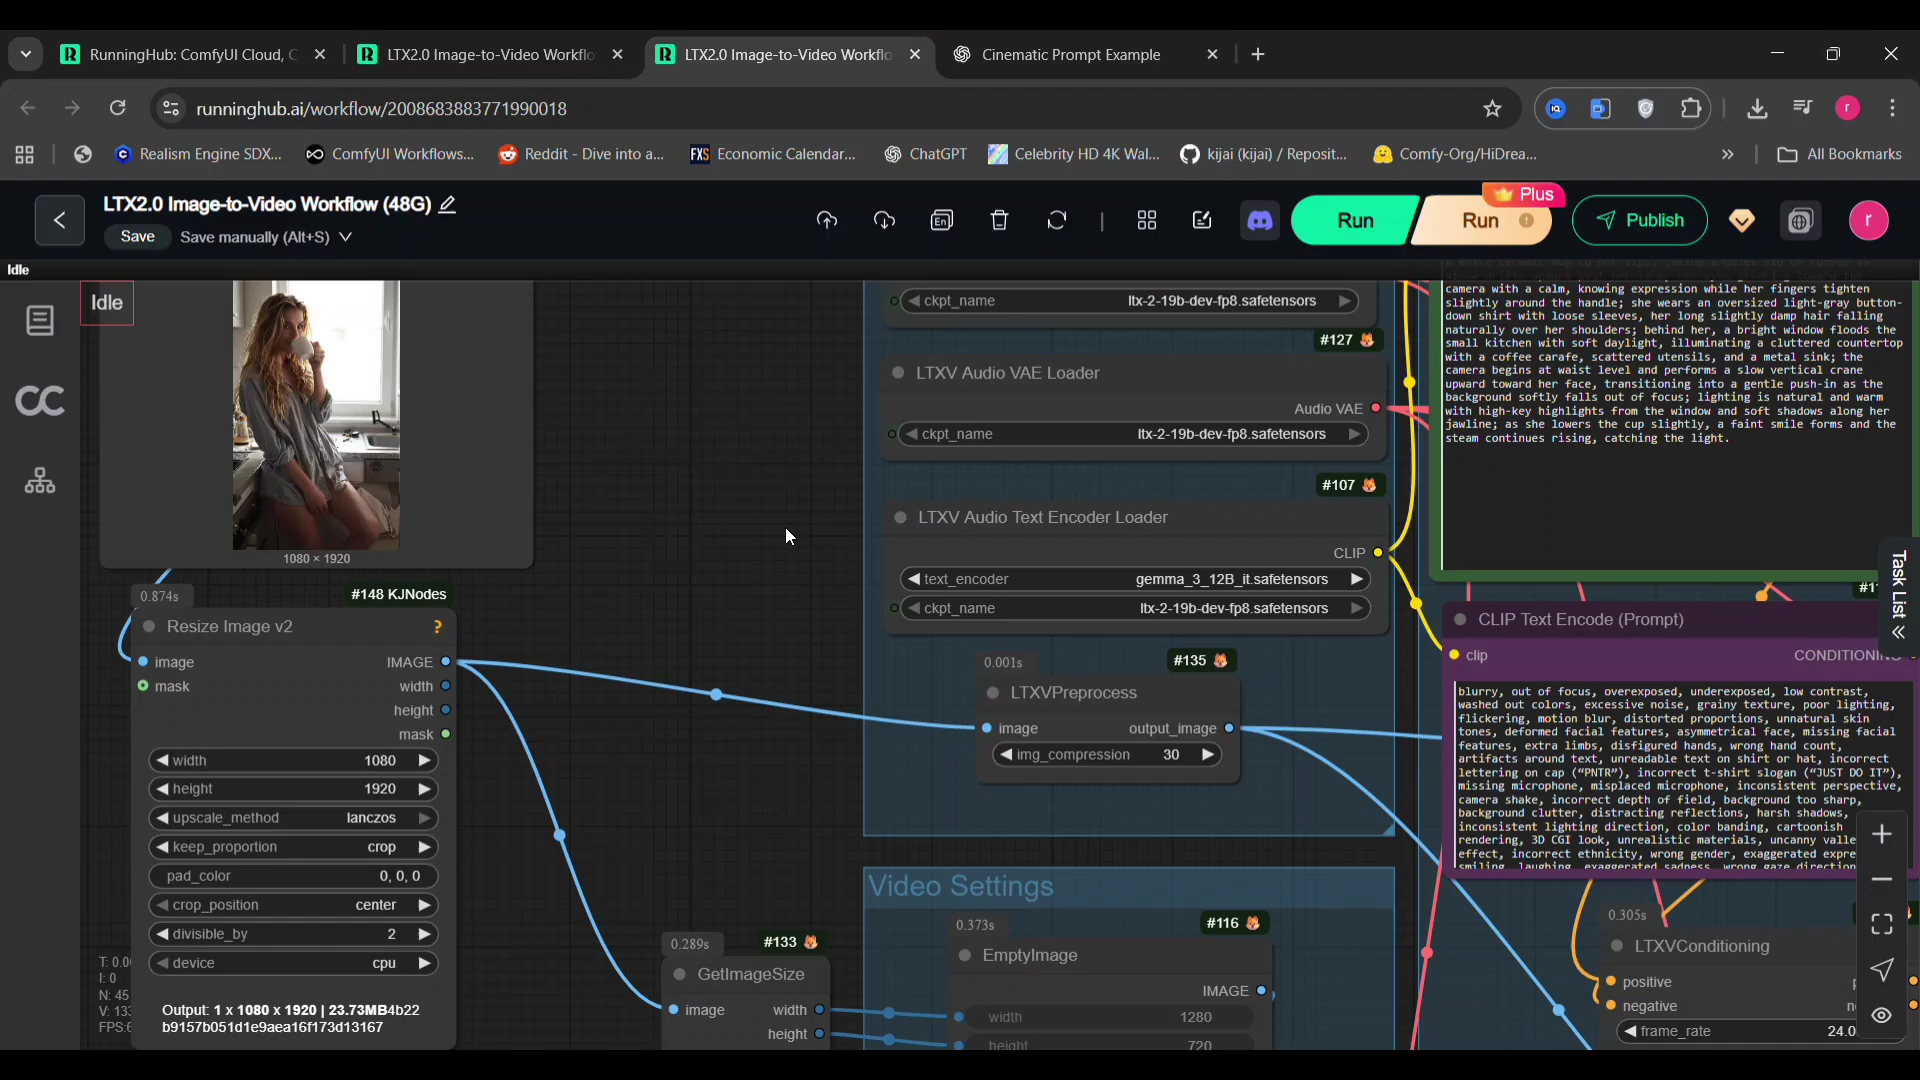 RunningHub: ComfyUI Cloud, C
LTX2.0 Image-to-Video Workflo
LTX2.0 Image-to-Video Workflo
Cinematic Prompt Example
runninghub.ai/workflow/2008683883771990018
r
Realism Engine SDX...
ComfyUI Workflows...
Reddit - Dive into a...
FXS Economic Calendar...
ChatGPT
Celebrity HD 4K Wal...
kijai (kijai) / Reposit...
Comfy-Org/HiDrea...
All Bookmarks
LTX2.0 Image-to-Video Workflow (48G)
Save
Save manually (Alt+S)
En
Run
Run
Plus
Publish
r
Idle
Idle
CC
1080 × 1920
0.874s
#148 KJNodes
Resize Image v2
?
image
IMAGE
mask
width
height
mask
width 1080
height 1920
upscale_method lanczos
keep_proportion crop
pad_color 0, 0, 0
crop_position center
divisible_by 2
device cpu
Output: 1 x 1080 x 1920 | 23.73MB4b22
b9157b051d1e9aea16f173d13167
I: 0
N: 45
ckpt_name ltx-2-19b-dev-fp8.safetensors
#127
LTXV Audio VAE Loader
Audio VAE
ckpt_name ltx-2-19b-dev-fp8.safetensors
#107
LTXV Audio Text Encoder Loader
CLIP
text_encoder gemma_3_12B_it.safetensors
ckpt_name ltx-2-19b-dev-fp8.safetensors
0.001s
#135
LTXVPreprocess
image output_image
img_compression 30
Video Settings
0.373s
#116
EmptyImage
IMAGE
width 1280
height 720
0.289s
#133
GetImageSize
image width
height
camera with a calm, knowing expression while her fingers tighten
slightly around the handle; she wears an oversized light-gray button-
down shirt with loose sleeves, her long slightly damp hair falling
naturally over her shoulders; behind her, a bright window floods the
small kitchen with soft daylight, illuminating a cluttered countertop
with a coffee carafe, scattered utensils, and a metal sink; the
camera begins at waist level and performs a slow vertical crane
upward toward her face, transitioning into a gentle push-in as the
background softly falls out of focus; lighting is natural and warm
with high-key highlights from the window and soft shadows along her
jawline; as she lowers the cup slightly, a faint smile forms and the
steam continues rising, catching the light.
Task List
CLIP Text Encode (Prompt)
clip
blurry, out of focus, overexposed, underexposed, low contrast,
washed out colors, excessive noise, grainy texture, poor lighting,
flickering, motion blur, distorted proportions, unnatural skin
tones, deformed facial features, asymmetrical face, missing facial
features, extra limbs, disfigured hands, wrong hand count,
artifacts around text, unreadable text on shirt or hat, incorrect
lettering on cap (“PNTR”), incorrect t-shirt slogan (“JUST DO IT”),
missing microphone, misplaced microphone, inconsistent perspective,
camera shake, incorrect depth of field, background too sharp,
background clutter, distracting reflections, harsh shadows,
inconsistent lighting direction, color banding, cartoonish
rendering, 3D CGI look, unrealistic materials, uncanny valle
effect, incorrect ethnicity, wrong gender, exaggerated expre
smiling, laughing, exaggerated sadness, wrong gaze direction
0.305s
LTXVConditioning
positive
negative
frame_rate 24.0